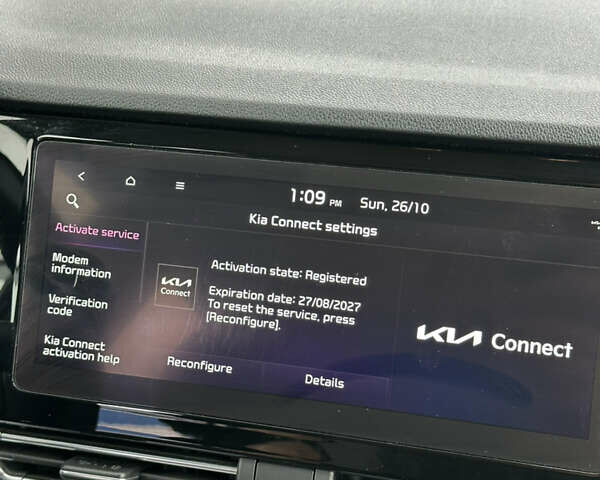 1:09 PM Sun, 26/10
Kia Connect settings
Activate service
Modem
information
Verification
code
Kia Connect
activation help
KIA
Connect
Activation state: Registered
Expiration date: 27/08/2027
To reset the service, press
[Reconfigure].
Reconfigure
Details
KIA Connect